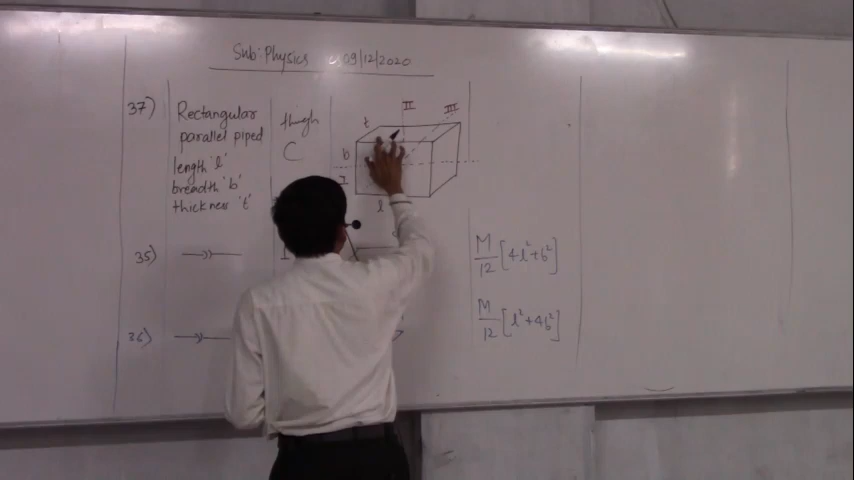 Sub: Physics 09/12/2020
37)
Rectangular
parallel piped
length 'l'
breadth 'b'
thickness 't'
C
t
b
I
l
II
III
35)
M/12 [4l²+b²]
36)
M/12 [l²+4b²]